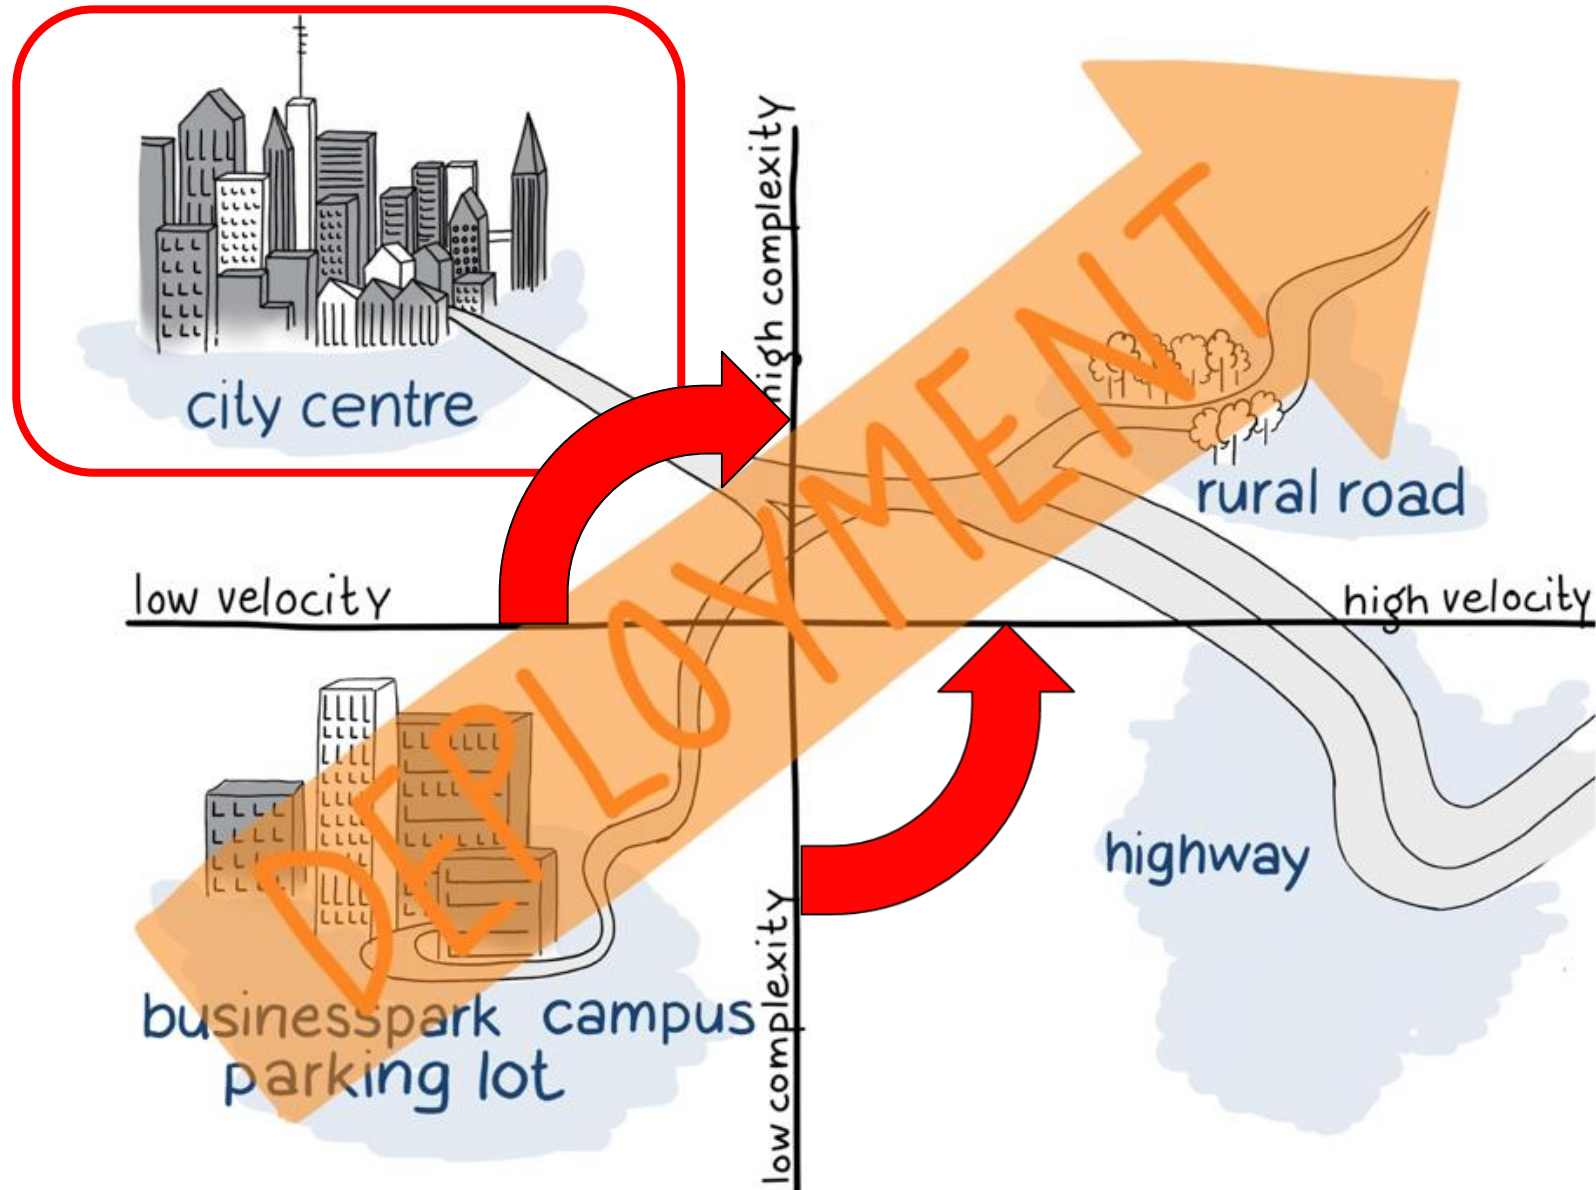 high complexity
city centre
rural road
low velocity
high velocity
DEPLOYMENT
highway
businesspark campus
parking lot
low complexity